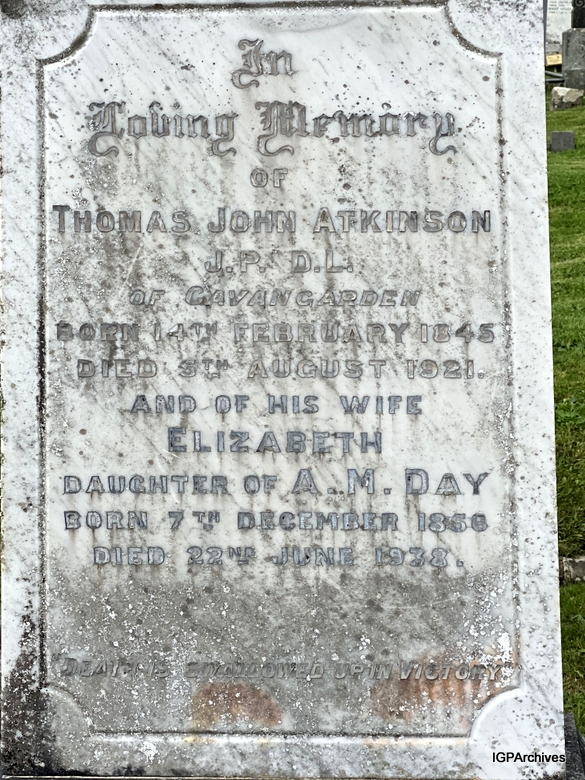 In
Loving Memory
OF
THOMAS JOHN ATKINSON
J.P. D.L.
OF CAVANGARDEN
BORN 14TH FEBRUARY 1845
DIED 5TH AUGUST 1921.
AND OF HIS WIFE
ELIZABETH
DAUGHTER OF A.M. DAY
BORN 7TH DECEMBER 1856
DIED 22ND JUNE 1938.
"DEATH IS SWALLOWED UP IN VICTORY"
IGPArchives